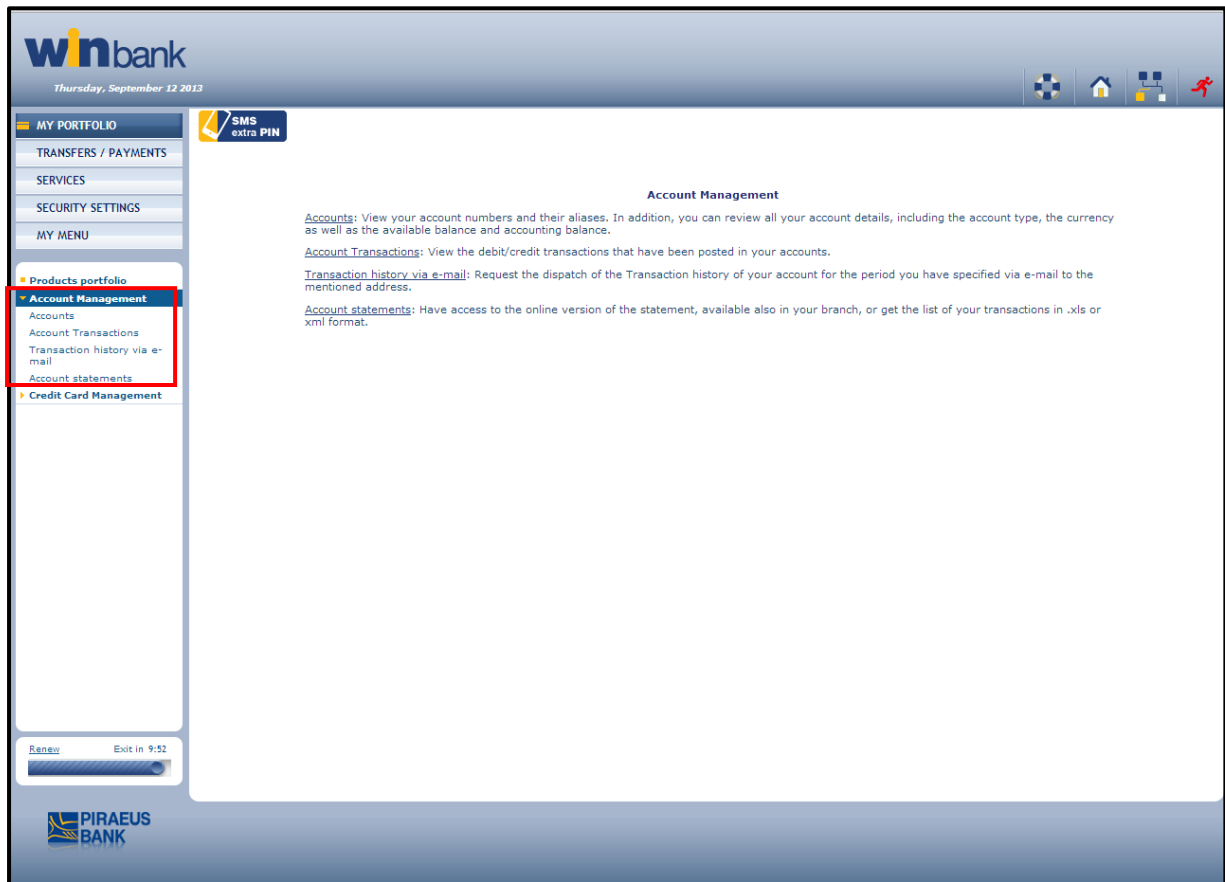 winbank
Thursday, September 12 2013
MY PORTFOLIO
TRANSFERS / PAYMENTS
SERVICES
SECURITY SETTINGS
MY MENU
Products portfolio
Account Management
Accounts
Account Transactions
Transaction history via e-
mail
Account statements
Credit Card Management
Renew Exit in 9:52
PIRAEUS
BANK
SMS
extra PIN
Account Management
Accounts: View your account numbers and their aliases. In addition, you can review all your account details, including the account type, the currency
as well as the available balance and accounting balance.
Account Transactions: View the debit/credit transactions that have been posted in your accounts.
Transaction history via e-mail: Request the dispatch of the Transaction history of your account for the period you have specified via e-mail to the
mentioned address.
Account statements: Have access to the online version of the statement, available also in your branch, or get the list of your transactions in .xls or
xml format.